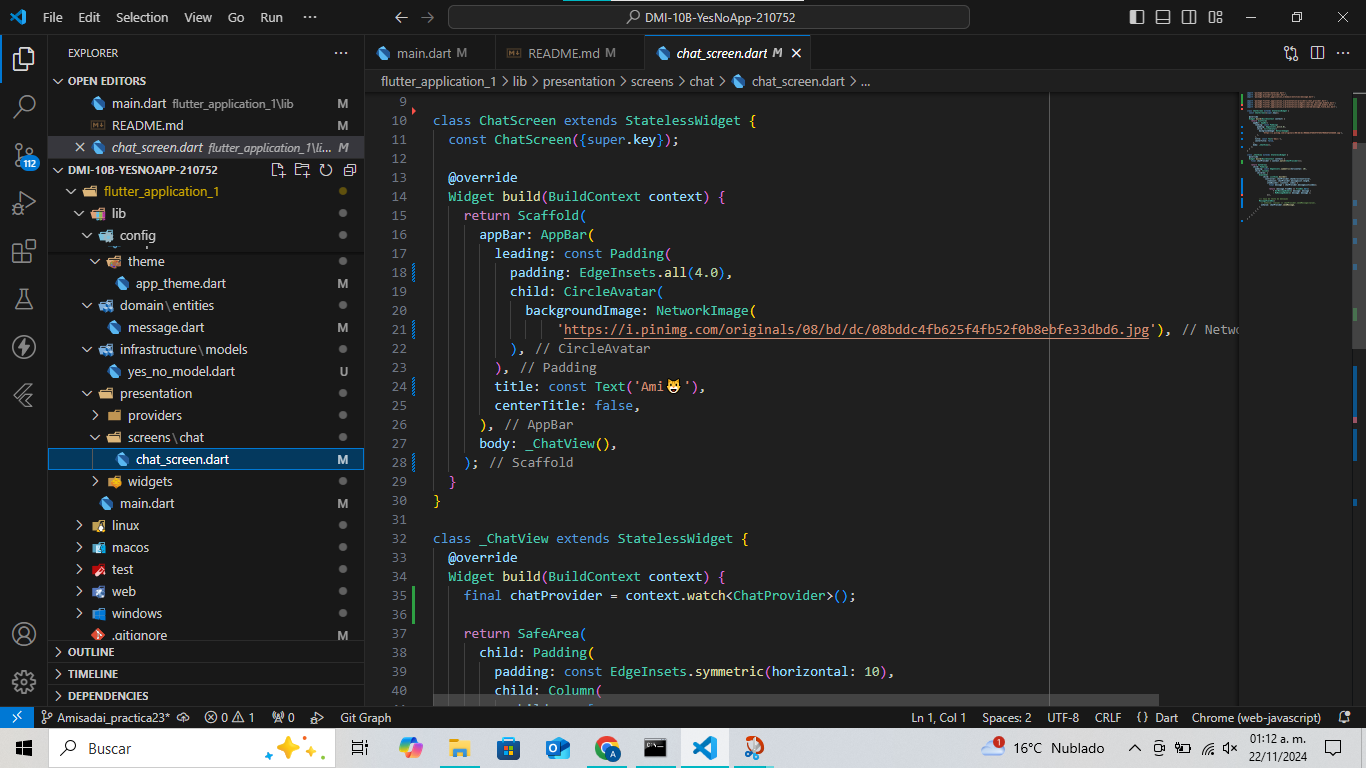 File Edit Selection View Go Run ··· DMI-10B-YesNoApp-210752
EXPLORER ···
OPEN EDITORS
main.dart flutter_application_1\lib M
README.md M
chat_screen.dart flutter_application_1\li... M
DMI-10B-YESNOAPP-210752
flutter_application_1
lib
config
theme
app_theme.dart
domain\entities
message.dart
infrastructure\models
yes_no_model.dart U
presentation
providers
screens\chat
chat_screen.dart M
widgets
main.dart M
linux
macos
test
web
windows
.gitignore M
OUTLINE
TIMELINE
DEPENDENCIES
112
main.dart M README.md M chat_screen.dart M
flutter_application_1 > lib > presentation > screens > chat > chat_screen.dart > ...
9
10 class ChatScreen extends StatelessWidget {
11 const ChatScreen({super.key});
12
13 @override
14 Widget build(BuildContext context) {
15 return Scaffold(
16 appBar: AppBar(
17 leading: const Padding(
18 padding: EdgeInsets.all(4.0),
19 child: CircleAvatar(
20 backgroundImage: NetworkImage(
21 'https://i.pinimg.com/originals/08/bd/dc/08bddc4fb625f4fb52f0b8ebfe33dbd6.jpg'), // Netwo
22 ), // CircleAvatar
23 ), // Padding
24 title: const Text('Ami😺'),
25 centerTitle: false,
26 ), // AppBar
27 body: _ChatView(),
28 ); // Scaffold
29 }
30 }
31
32 class _ChatView extends StatelessWidget {
33 @override
34 Widget build(BuildContext context) {
35 final chatProvider = context.watch<ChatProvider>();
36
37 return SafeArea(
38 child: Padding(
39 padding: const EdgeInsets.symmetric(horizontal: 10),
40 child: Column(
Amisadai_practica23* 0 1 0 Git Graph Ln 1, Col 1 Spaces: 2 UTF-8 CRLF {} Dart Chrome (web-javascript)
Buscar 1 16°C Nublado 01:12 a. m.
22/11/2024